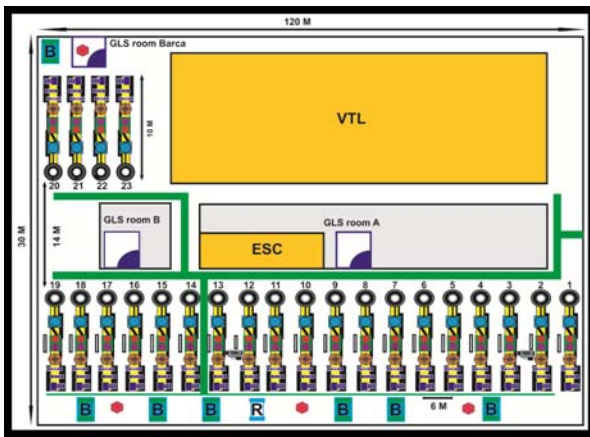 120 M
B
GLS room Barca
VTL
10 M
20 21 22 23
30 M
14 M
GLS room B
GLS room A
ESC
19 18 17 16 15 14 13 12 11 10 9 8 7 6 5 4 3 2 1
6 M
B B B R B B B